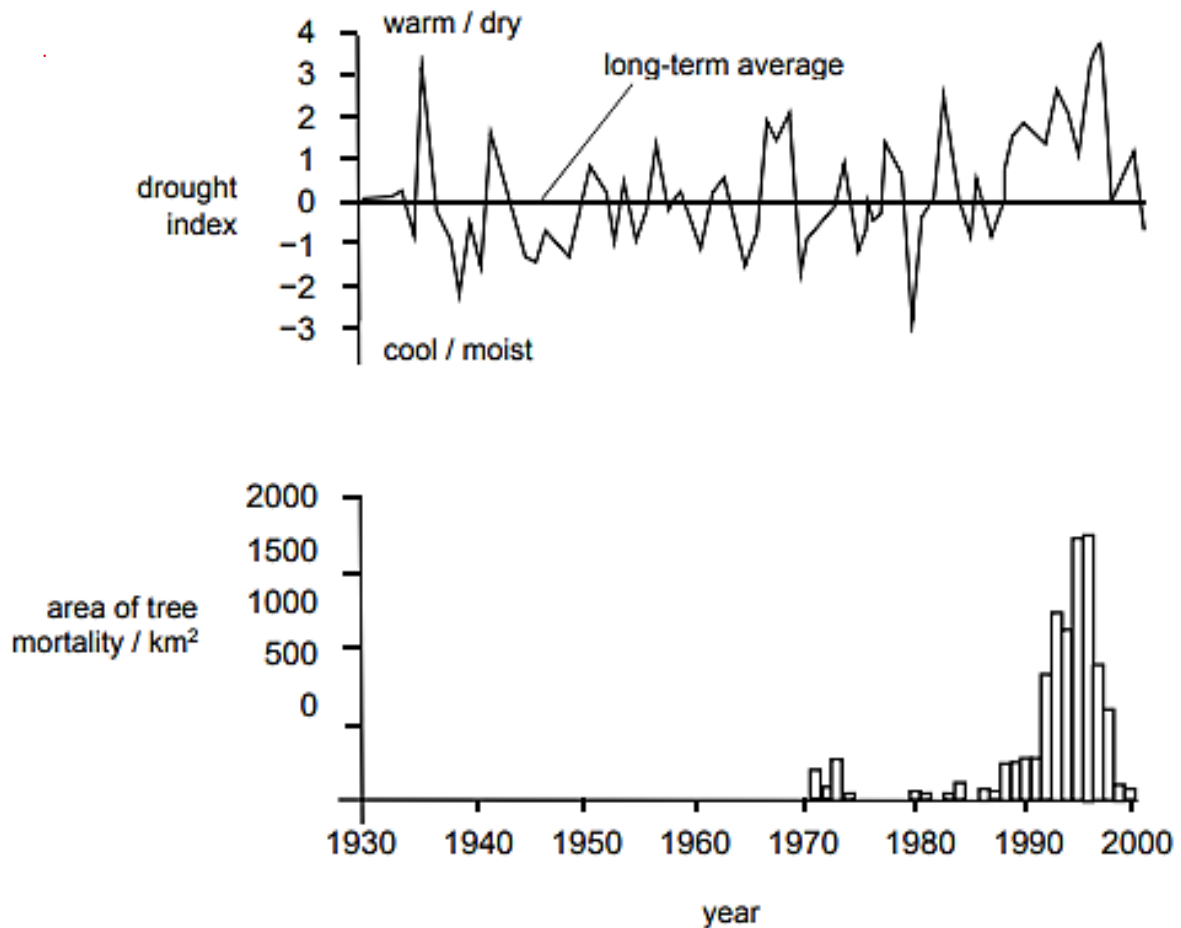 4
warm / dry
long-term average
3
2
1
drought
index
0
−1
−2
−3
cool / moist
2000
1500
1000
area of tree
mortality / km²
500
0
1930 1940 1950 1960 1970 1980 1990 2000
year